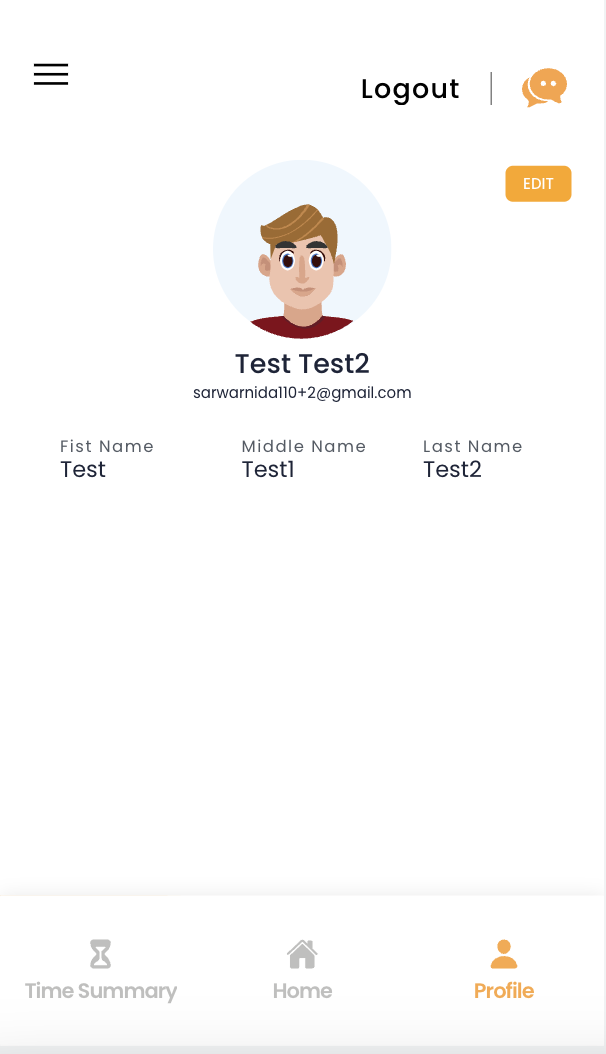 Logout
EDIT
Test Test2
sarwarnida110+2@gmail.com
Fist Name Middle Name Last Name
Test Test1 Test2
Time Summary Home Profile